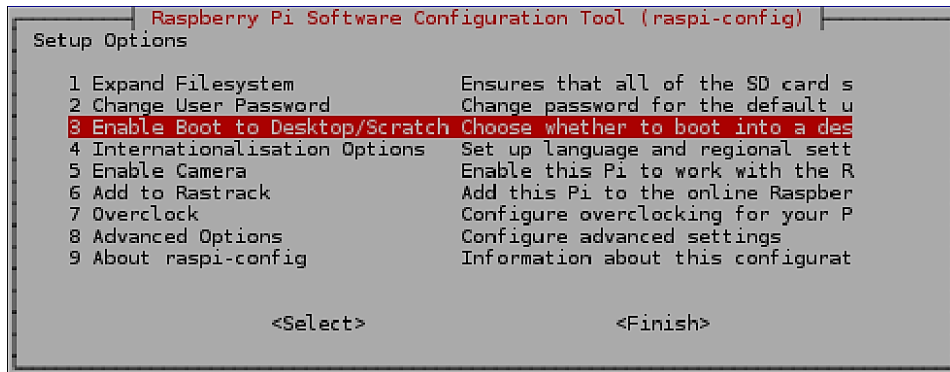 Raspberry Pi Software Configuration Tool (raspi-config)
Setup Options
1 Expand Filesystem Ensures that all of the SD card s
2 Change User Password Change password for the default u
3 Enable Boot to Desktop/Scratch Choose whether to boot into a des
4 Internationalisation Options Set up language and regional sett
5 Enable Camera Enable this Pi to work with the R
6 Add to Rastrack Add this Pi to the online Raspber
7 Overclock Configure overclocking for your P
8 Advanced Options Configure advanced settings
9 About raspi-config Information about this configurat
<Select> <Finish>